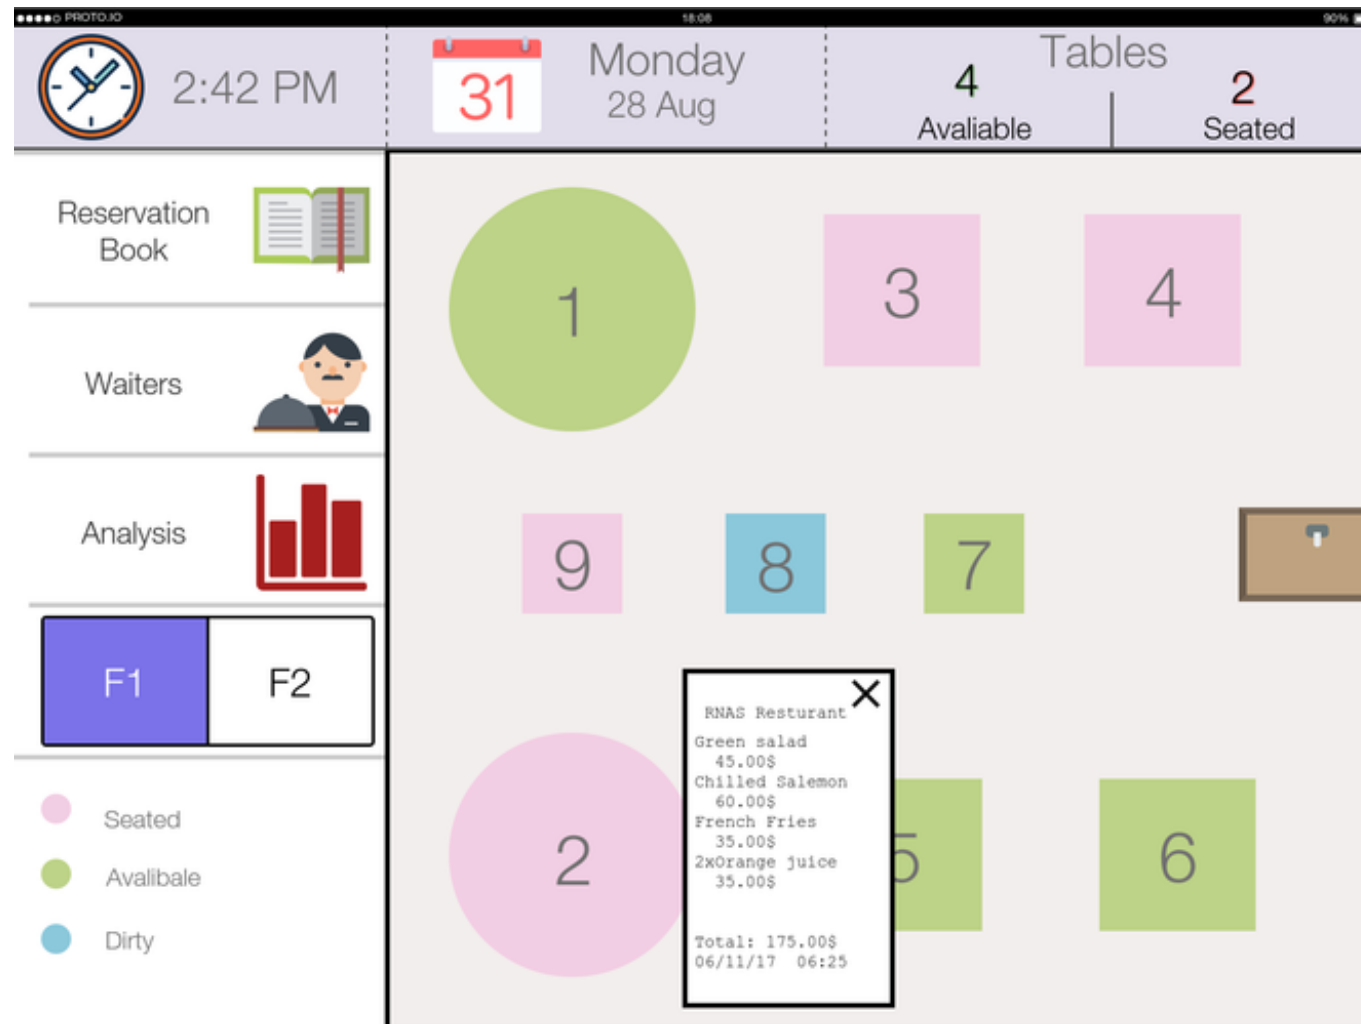 PROTO.IO
18:08
90%
2:42 PM
31
Monday
28 Aug
Tables
4
2
Avaliable
Seated
Reservation
Book
Waiters
Analysis
F1
F2
Seated
Avalibale
Dirty
1
3
4
9
8
7
2
5
6
RNAS Resturant
Green salad
45.00$
Chilled Salemon
60.00$
French Fries
35.00$
2xOrange juice
35.00$
Total: 175.00$
06/11/17 06:25